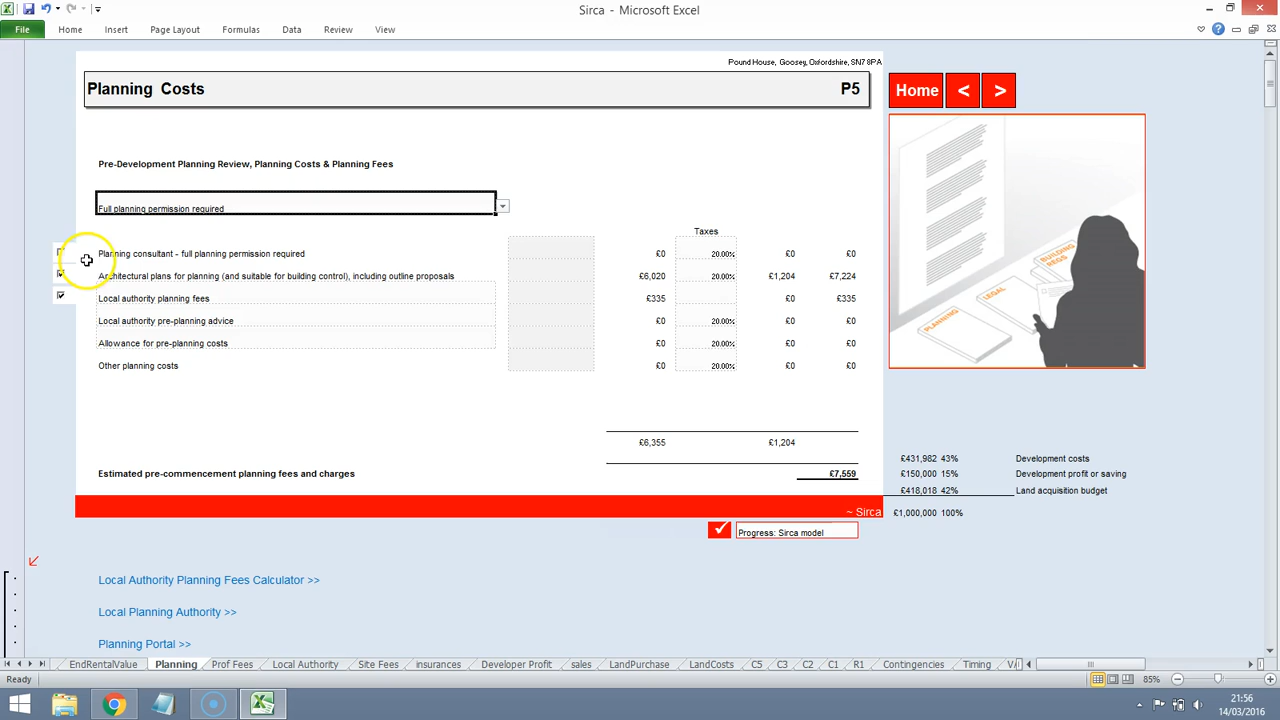 Sirca - Microsoft Excel
File Home Insert Page Layout Formulas Data Review View
Pound House, Goosey, Oxfordshire, SN7 8PA
Planning Costs P5
Home < >
Pre-Development Planning Review, Planning Costs & Planning Fees
Full planning permission required
Taxes
Planning consultant - full planning permission required £0 20.00% £0 £0
Architectural plans for planning (and suitable for building control), including outline proposals £6,020 20.00% £1,204 £7,224
Local authority planning fees £335 £0 £335
Local authority pre-planning advice £0 20.00% £0 £0
Allowance for pre-planning costs £0 20.00% £0 £0
Other planning costs £0 20.00% £0 £0
£6,355 £1,204
Estimated pre-commencement planning fees and charges £7,559
BUILDING REGS
LEGAL
PLANNING
£431,982 43% Development costs
£150,000 15% Development profit or saving
£418,018 42% Land acquisition budget
£1,000,000 100%
~ Sirca
Progress: Sirca model
Local Authority Planning Fees Calculator >>
Local Planning Authority >>
Planning Portal >>
EndRentalValue Planning Prof Fees Local Authority Site Fees insurances Developer Profit sales LandPurchase LandCosts C5 C3 C2 C1 R1 Contingencies Timing
Ready 85%
21:56
14/03/2016